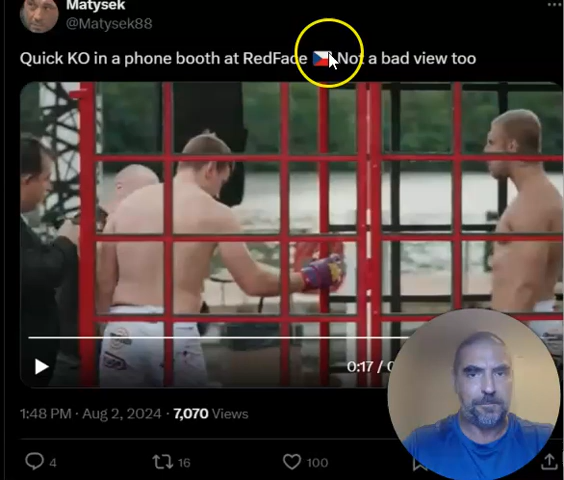 Matysek
@Matysek88
Quick KO in a phone booth at RedFace 🇨🇿 Not a bad view too
0:17 / 0
1:48 PM · Aug 2, 2024 · 7,070 Views
4 16 100